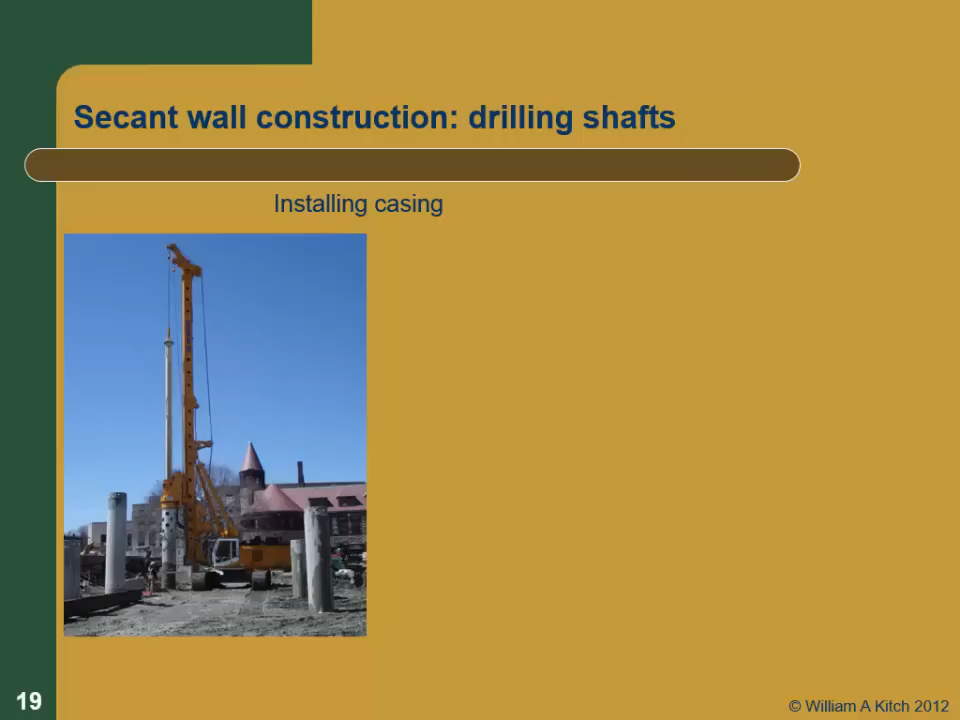 Secant wall construction: drilling shafts
Installing casing
19
© William A Kitch 2012